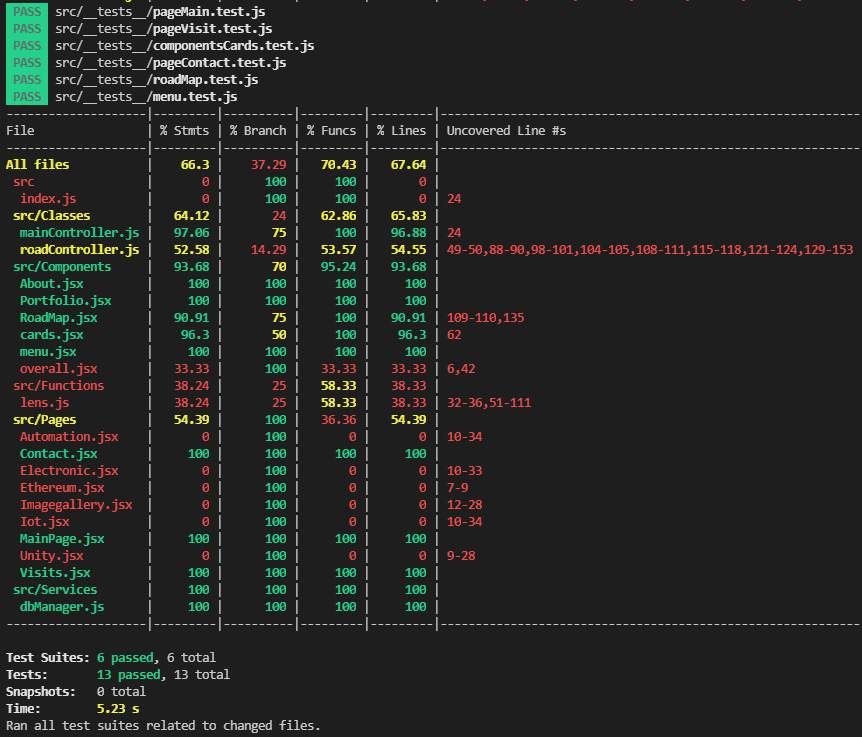 PASS src/__tests__/pageMain.test.js
PASS src/__tests__/pageVisit.test.js
PASS src/__tests__/componentsCards.test.js
PASS src/__tests__/pageContact.test.js
PASS src/__tests__/roadMap.test.js
PASS src/__tests__/menu.test.js
--------------------|---------|----------|---------|---------|------------------------------------------------------------
File | % Stmts | % Branch | % Funcs | % Lines | Uncovered Line #s
--------------------|---------|----------|---------|---------|------------------------------------------------------------
All files | 66.3 | 37.29 | 70.43 | 67.64 |
src | 0 | 100 | 100 | 0 |
index.js | 0 | 100 | 100 | 0 | 24
src/Classes | 64.12 | 24 | 62.86 | 65.83 |
mainController.js | 97.06 | 75 | 100 | 96.88 | 24
roadController.js | 52.58 | 14.29 | 53.57 | 54.55 | 49-50,88-90,98-101,104-105,108-111,115-118,121-124,129-153
src/Components | 93.68 | 70 | 95.24 | 93.68 |
About.jsx | 100 | 100 | 100 | 100 |
Portfolio.jsx | 100 | 100 | 100 | 100 |
RoadMap.jsx | 90.91 | 75 | 100 | 90.91 | 109-110,135
cards.jsx | 96.3 | 50 | 100 | 96.3 | 62
menu.jsx | 100 | 100 | 100 | 100 |
overall.jsx | 33.33 | 100 | 33.33 | 33.33 | 6,42
src/Functions | 38.24 | 25 | 58.33 | 38.33 |
lens.js | 38.24 | 25 | 58.33 | 38.33 | 32-36,51-111
src/Pages | 54.39 | 100 | 36.36 | 54.39 |
Automation.jsx | 0 | 100 | 0 | 0 | 10-34
Contact.jsx | 100 | 100 | 100 | 100 |
Electronic.jsx | 0 | 100 | 0 | 0 | 10-33
Ethereum.jsx | 0 | 100 | 0 | 0 | 7-9
Imagegallery.jsx | 0 | 100 | 0 | 0 | 12-28
Iot.jsx | 0 | 100 | 0 | 0 | 10-34
MainPage.jsx | 100 | 100 | 100 | 100 |
Unity.jsx | 0 | 100 | 0 | 0 | 9-28
Visits.jsx | 100 | 100 | 100 | 100 |
src/Services | 100 | 100 | 100 | 100 |
dbManager.js | 100 | 100 | 100 | 100 |
--------------------|---------|----------|---------|---------|------------------------------------------------------------
Test Suites: 6 passed, 6 total
Tests: 13 passed, 13 total
Snapshots: 0 total
Time: 5.23 s
Ran all test suites related to changed files.